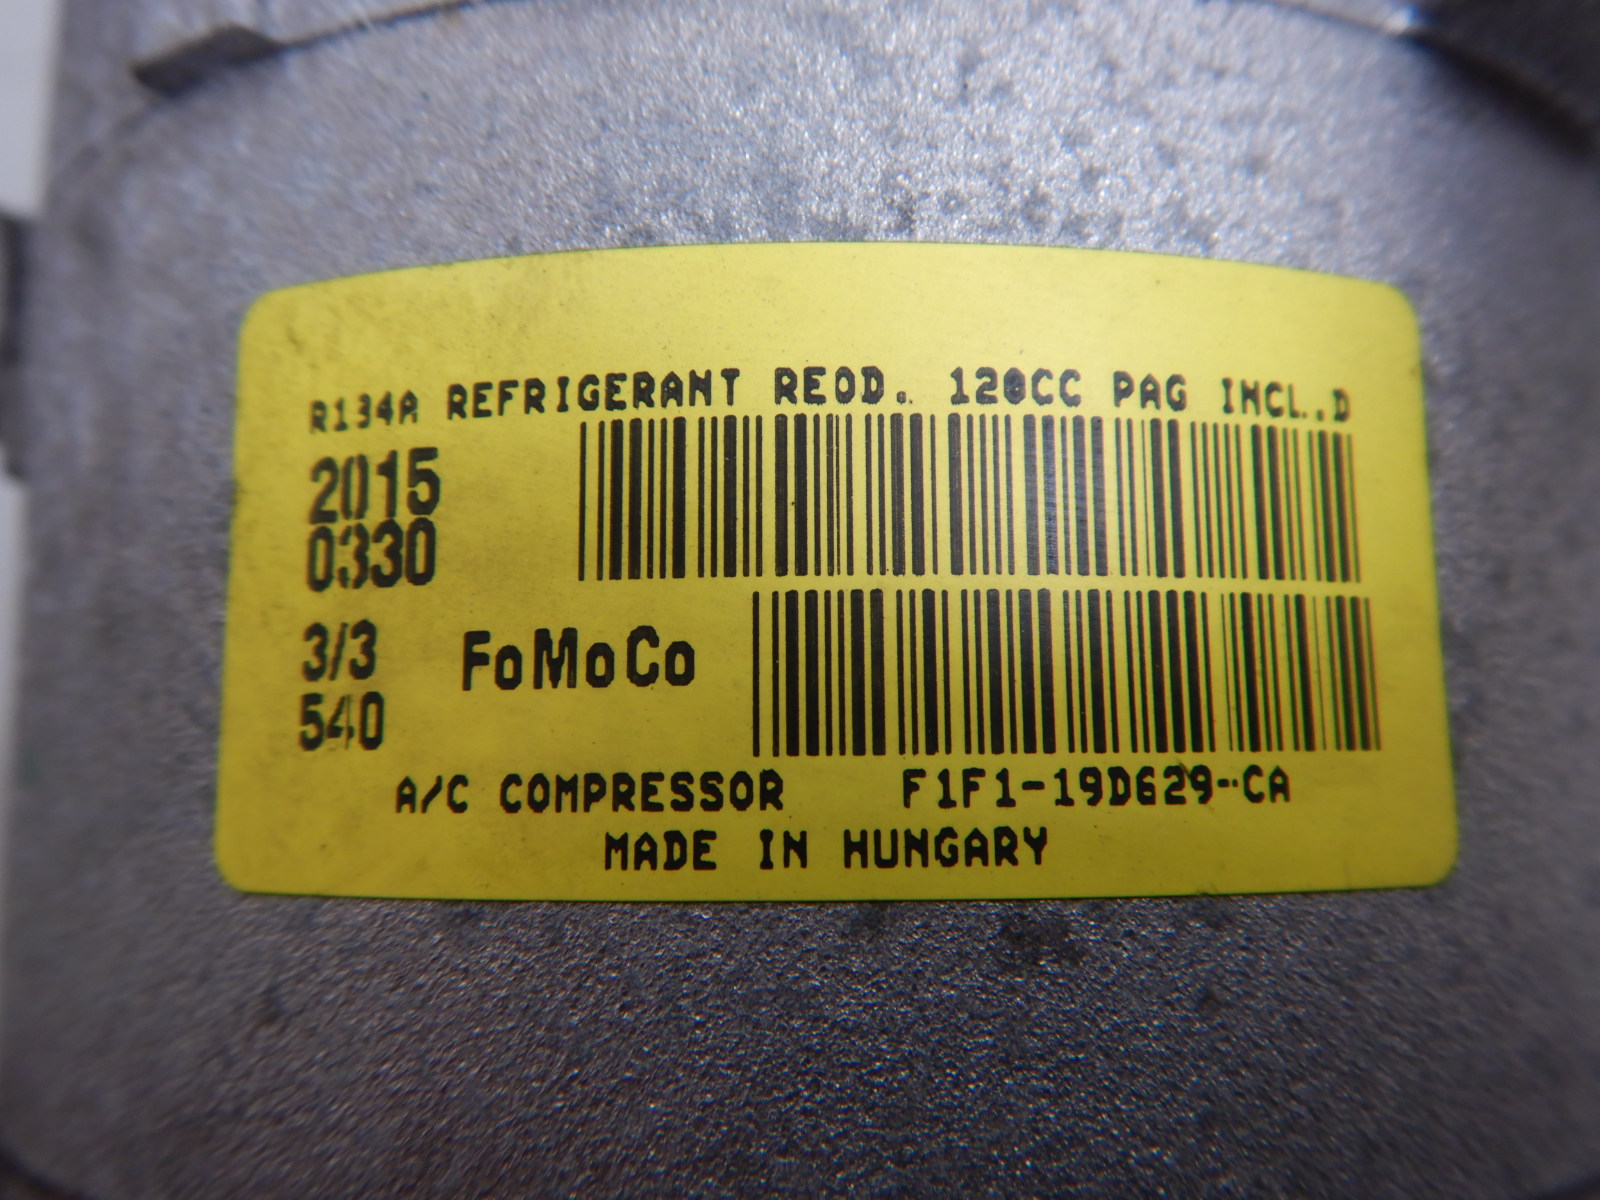 R134A REFRIGERANT REQD. 120CC PAG INCL.D
2015
0330
3/3
540
FoMoCo
A/C COMPRESSOR F1F1-19D629-CA
MADE IN HUNGARY